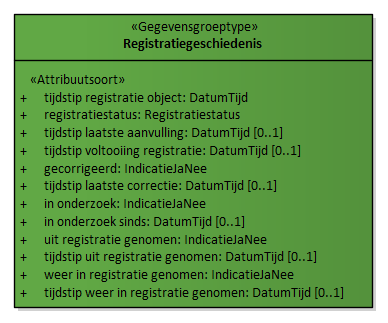 «Gegevensgroeptype»
Registratiegeschiedenis
«Attribuutsoort»
+ tijdstip registratie object: DatumTijd
+ registratiestatus: Registratiestatus
+ tijdstip laatste aanvulling: DatumTijd [0..1]
+ tijdstip voltooiing registratie: DatumTijd [0..1]
+ gecorrigeerd: IndicatieJaNee
+ tijdstip laatste correctie: DatumTijd [0..1]
+ in onderzoek: IndicatieJaNee
+ in onderzoek sinds: DatumTijd [0..1]
+ uit registratie genomen: IndicatieJaNee
+ tijdstip uit registratie genomen: DatumTijd [0..1]
+ weer in registratie genomen: IndicatieJaNee
+ tijdstip weer in registratie genomen: DatumTijd [0..1]